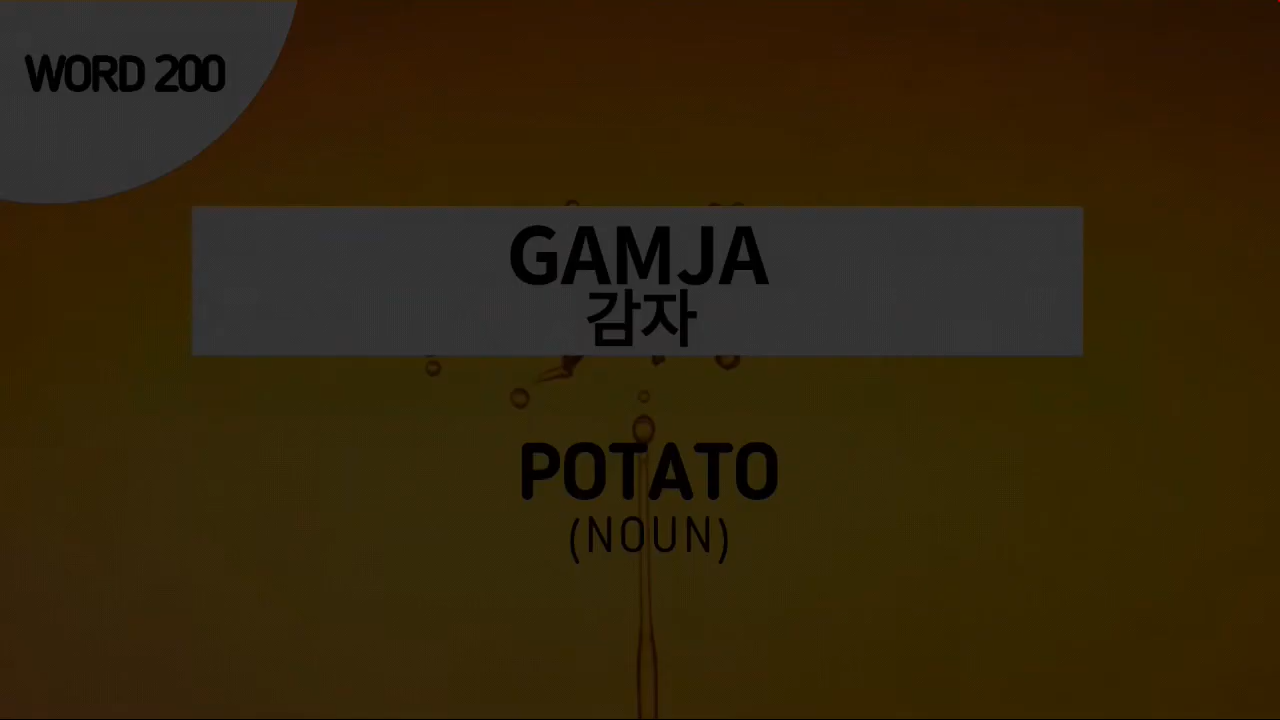 WORD 200
GAMJA
감자
POTATO
(NOUN)